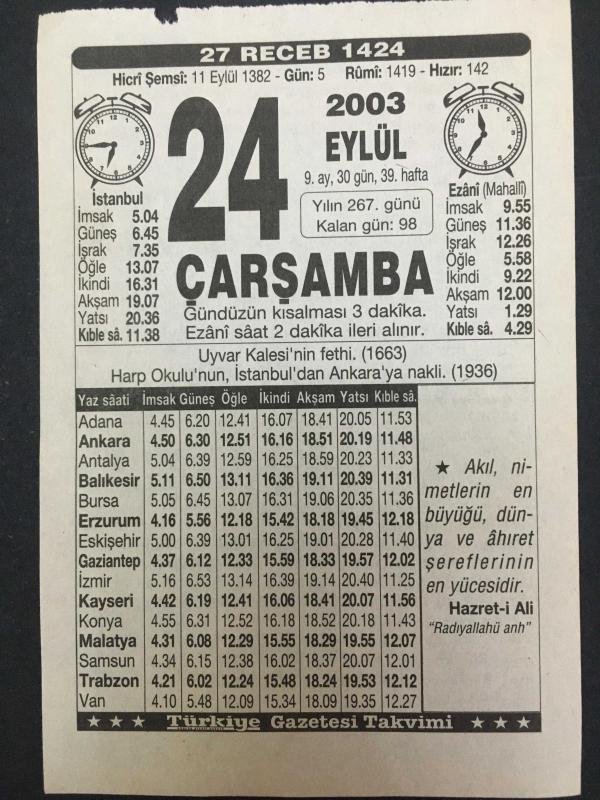 27 RECEB 1424
Hicrî Şemsî: 11 Eylül 1382 - Gün: 5 Rûmî: 1419 - Hızır: 142
24
2003
EYLÜL
9. ay, 30 gün, 39. hafta
Yılın 267. günü
Kalan gün: 98
ÇARŞAMBA
Gündüzün kısalması 3 dakîka.
Ezânî sâat 2 dakîka ileri alınır.
İstanbul
İmsak 5.04
Güneş 6.45
İşrak 7.35
Öğle 13.07
İkindi 16.31
Akşam 19.07
Yatsı 20.36
Kıble sâ. 11.38
Ezânî (Mahallî)
İmsak 9.55
Güneş 11.36
İşrak 12.26
Öğle 5.58
İkindi 9.22
Akşam 12.00
Yatsı 1.29
Kıble sâ. 4.29
Uyvar Kalesi'nin fethi. (1663)
Harp Okulu'nun, İstanbul'dan Ankara'ya nakli. (1936)
Yaz sâati İmsak Güneş Öğle İkindi Akşam Yatsı Kıble sâ.
Adana 4.45 6.20 12.41 16.07 18.41 20.05 11.53
Ankara 4.50 6.30 12.51 16.16 18.51 20.19 11.48
Antalya 5.04 6.39 12.59 16.25 18.59 20.23 11.33
Balıkesir 5.11 6.50 13.11 16.36 19.11 20.39 11.31
Bursa 5.05 6.45 13.07 16.31 19.06 20.35 11.36
Erzurum 4.16 5.56 12.18 15.42 18.18 19.45 12.18
Eskişehir 5.00 6.39 13.01 16.25 19.01 20.28 11.40
Gaziantep 4.37 6.12 12.33 15.59 18.33 19.57 12.02
İzmir 5.16 6.53 13.14 16.39 19.14 20.40 11.25
Kayseri 4.42 6.19 12.41 16.06 18.41 20.07 11.56
Konya 4.55 6.31 12.52 16.18 18.52 20.18 11.43
Malatya 4.31 6.08 12.29 15.55 18.29 19.55 12.07
Samsun 4.34 6.15 12.38 16.02 18.37 20.07 12.01
Trabzon 4.21 6.02 12.24 15.48 18.24 19.53 12.12
Van 4.10 5.48 12.09 15.34 18.09 19.35 12.27
★ Akıl, ni-
metlerin en
büyüğü, dün-
ya ve âhıret
şereflerinin
en yücesidir.
Hazret-i Ali
"Radıyallahü anh"
★ ★ ★ Türkiye Gazetesi Takvimi ★ ★ ★